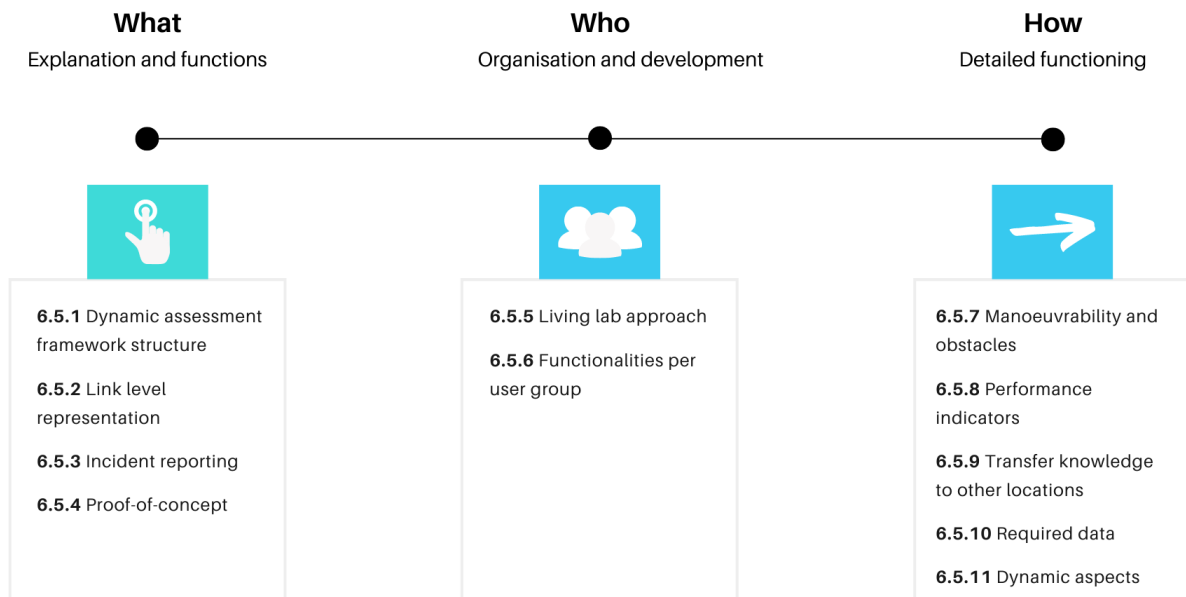 What
Explanation and functions
Who
Organisation and development
How
Detailed functioning
6.5.1 Dynamic assessment
framework structure
6.5.2 Link level
representation
6.5.3 Incident reporting
6.5.4 Proof-of-concept
6.5.5 Living lab approach
6.5.6 Functionalities per
user group
6.5.7 Manoeuvrability and
obstacles
6.5.8 Performance
indicators
6.5.9 Transfer knowledge
to other locations
6.5.10 Required data
6.5.11 Dynamic aspects